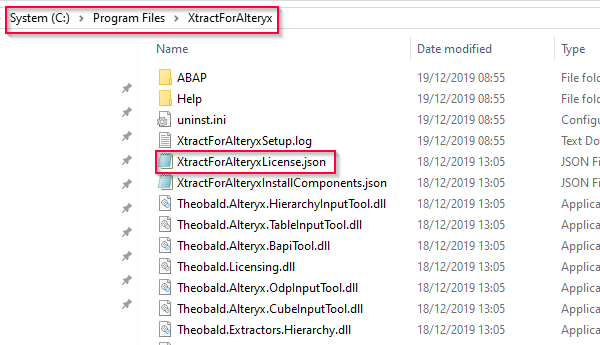 System (C:) > Program Files > XtractForAlteryx
Name Date modified Type
ABAP 19/12/2019 08:55 File folde
Help 19/12/2019 08:55 File folde
uninst.ini 19/12/2019 08:55 Configu
XtractForAlteryxSetup.log 19/12/2019 08:55 Text Do
XtractForAlteryxLicense.json 18/12/2019 13:05 JSON Fi
XtractForAlteryxInstallComponents.json 18/12/2019 13:05 JSON Fi
Theobald.Alteryx.HierarchyInputTool.dll 18/12/2019 13:05 Applica
Theobald.Alteryx.TableInputTool.dll 18/12/2019 13:05 Applica
Theobald.Alteryx.BapiTool.dll 18/12/2019 13:05 Applica
Theobald.Licensing.dll 18/12/2019 13:05 Applica
Theobald.Alteryx.OdpInputTool.dll 18/12/2019 13:05 Applica
Theobald.Alteryx.CubeInputTool.dll 18/12/2019 13:05 Applica
Theobald.Extractors.Hierarchy.dll 18/12/2019 13:05 Applica